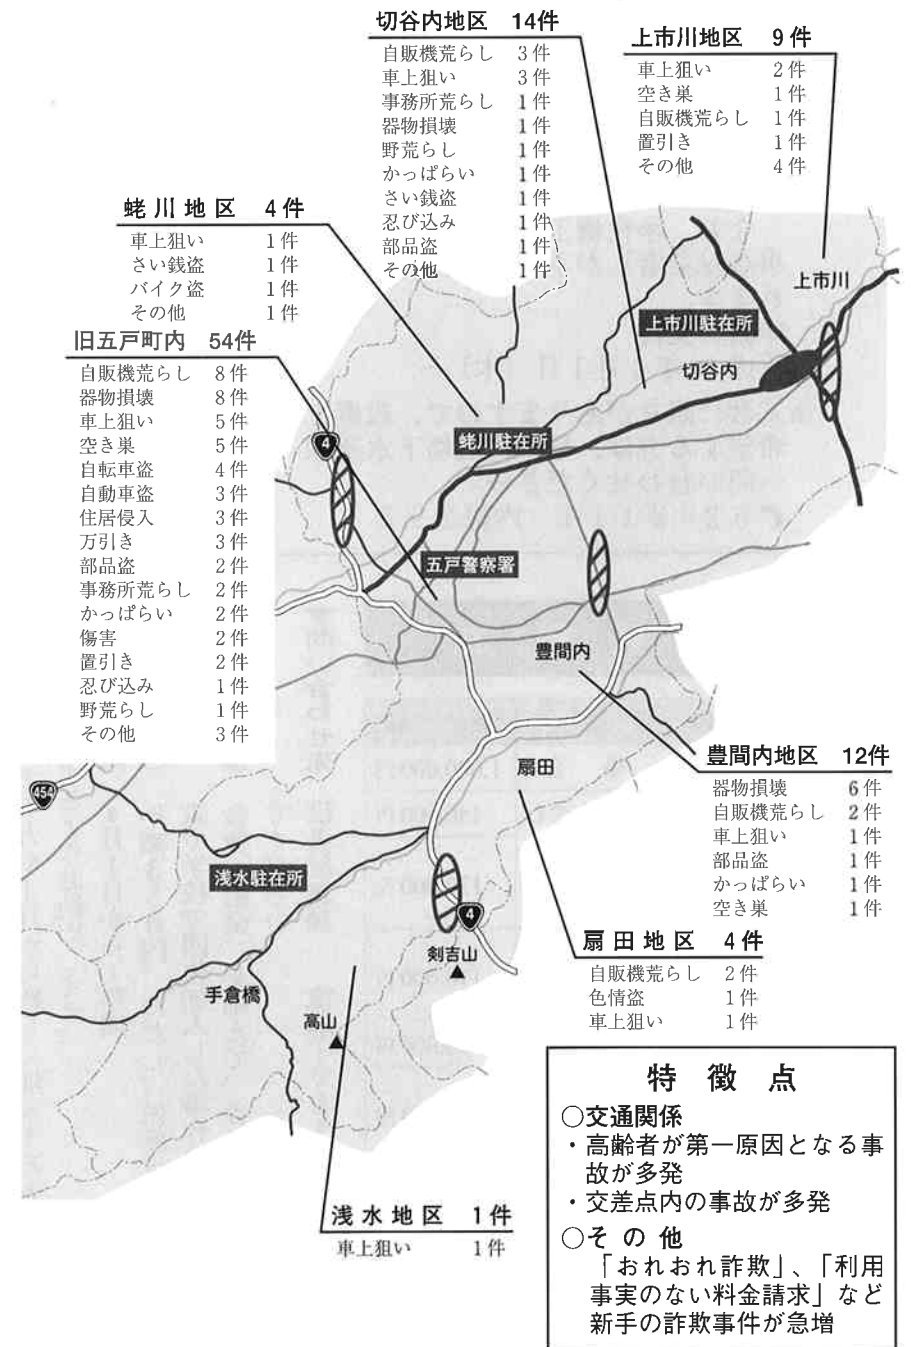 切谷内地区 14件
自販機荒らし 3件
車上狙い 3件
事務所荒らし 1件
器物損壊 1件
野荒らし 1件
かっぱらい 1件
さい銭盗 1件
忍び込み 1件
部品盗 1件
その他 1件
上市川地区 9件
車上狙い 2件
空き巣 1件
自販機荒らし 1件
置引き 1件
その他 4件
蛯川地区 4件
車上狙い 1件
さい銭盗 1件
バイク盗 1件
その他 1件
旧五戸町内 54件
自販機荒らし 8件
器物損壊 8件
車上狙い 5件
空き巣 5件
自転車盗 4件
自動車盗 3件
住居侵入 3件
万引き 3件
部品盗 2件
事務所荒らし 2件
かっぱらい 2件
傷害 2件
置引き 2件
忍び込み 1件
野荒らし 1件
その他 3件
上市川
上市川駐在所
切谷内
4
蛯川駐在所
五戸警察署
豊間内
扇田
454
浅水駐在所
4
剣吉山
手倉橋
高山
豊間内地区 12件
器物損壊 6件
自販機荒らし 2件
車上狙い 1件
部品盗 1件
かっぱらい 1件
空き巣 1件
扇田地区 4件
自販機荒らし 2件
色情盗 1件
車上狙い 1件
浅水地区 1件
車上狙い 1件
特徴点
○交通関係
・高齢者が第一原因となる事
故が多発
・交差点内の事故が多発
○その他
「おれおれ詐欺」、「利用
事実のない料金請求」など
新手の詐欺事件が急増